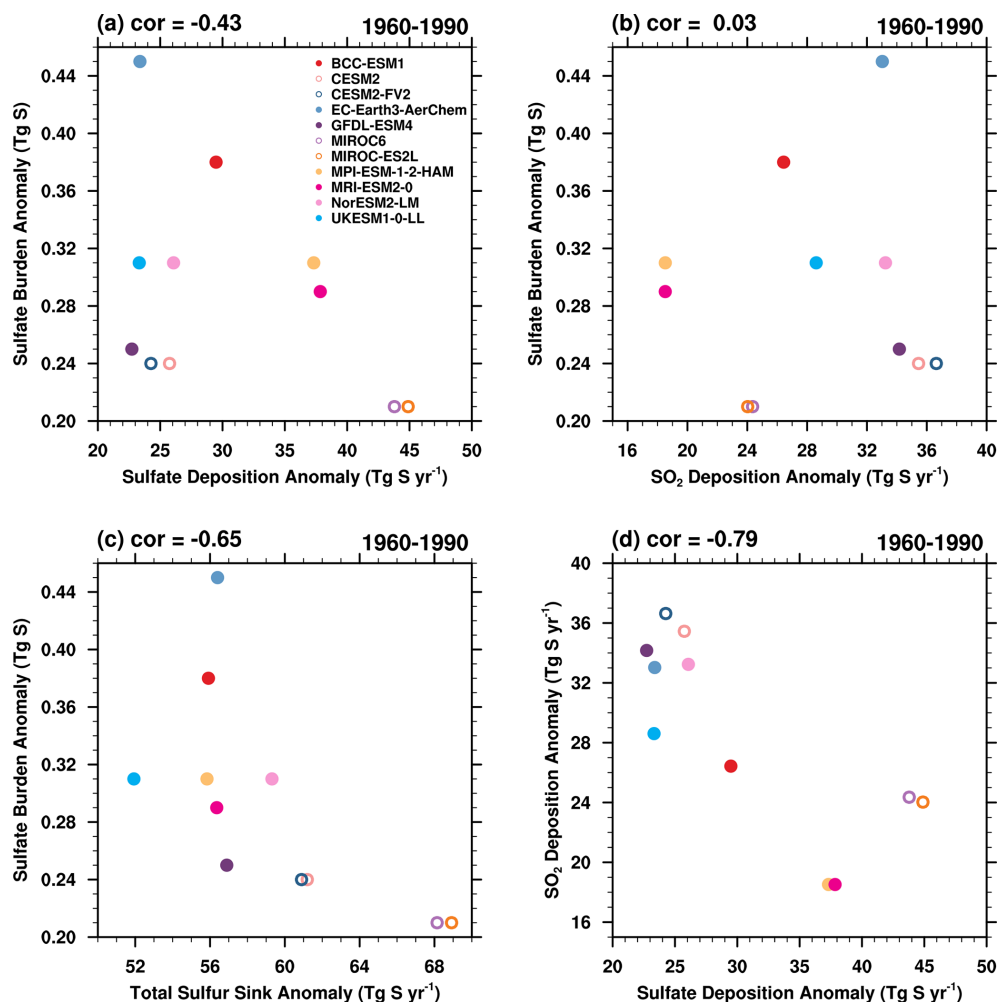 (a) cor = -0.43 1960-1990
0.44
0.40
0.36
0.32
0.28
0.24
0.20
Sulfate Burden Anomaly (Tg S)
BCC-ESM1
CESM2
CESM2-FV2
EC-Earth3-AerChem
GFDL-ESM4
MIROC6
MIROC-ES2L
MPI-ESM-1-2-HAM
MRI-ESM2-0
NorESM2-LM
UKESM1-0-LL
20 25 30 35 40 45 50
Sulfate Deposition Anomaly (Tg S yr⁻¹)
(b) cor = 0.03 1960-1990
0.44
0.40
0.36
0.32
0.28
0.24
0.20
Sulfate Burden Anomaly (Tg S)
16 20 24 28 32 36 40
SO₂ Deposition Anomaly (Tg S yr⁻¹)
(c) cor = -0.65 1960-1990
0.44
0.40
0.36
0.32
0.28
0.24
0.20
Sulfate Burden Anomaly (Tg S)
52 56 60 64 68
Total Sulfur Sink Anomaly (Tg S yr⁻¹)
(d) cor = -0.79 1960-1990
40
36
32
28
24
20
16
SO₂ Deposition Anomaly (Tg S yr⁻¹)
20 25 30 35 40 45 50
Sulfate Deposition Anomaly (Tg S yr⁻¹)